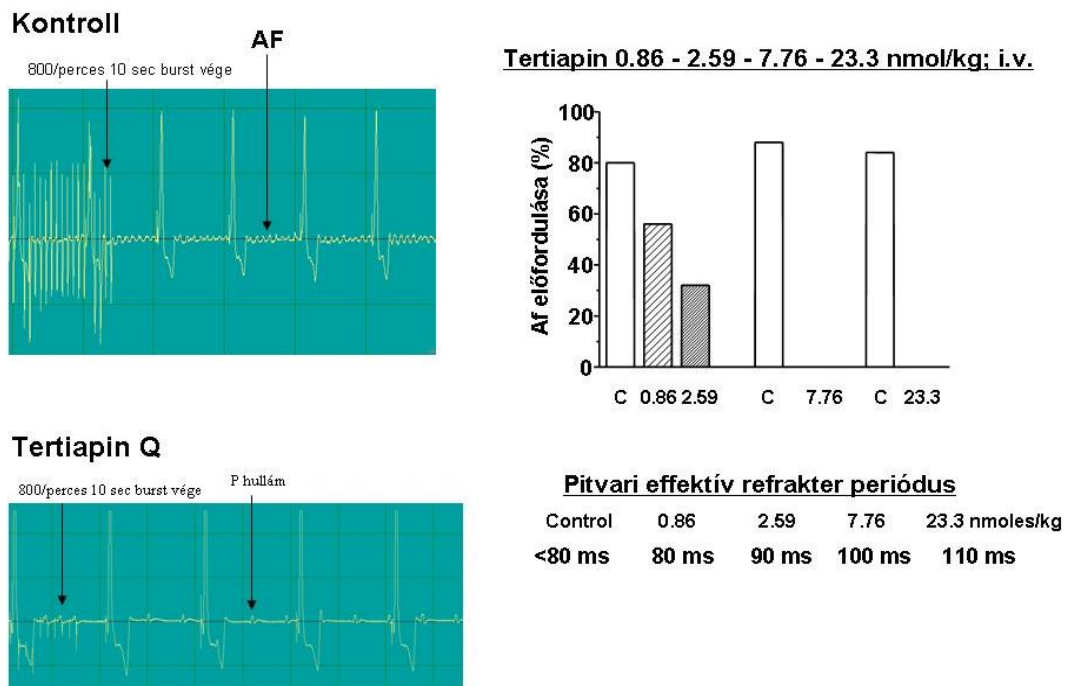 Kontroll
AF
800/perces 10 sec burst vége
Tertiapin 0.86 - 2.59 - 7.76 - 23.3 nmol/kg; i.v.
Af előfordulása (%)
100
80
60
40
20
0
C 0.86 2.59 C 7.76 C 23.3
Tertiapin Q
800/perces 10 sec burst vége
P hullám
Pitvari effektív refrakter periódus
Control 0.86 2.59 7.76 23.3 nmoles/kg
<80 ms 80 ms 90 ms 100 ms 110 ms